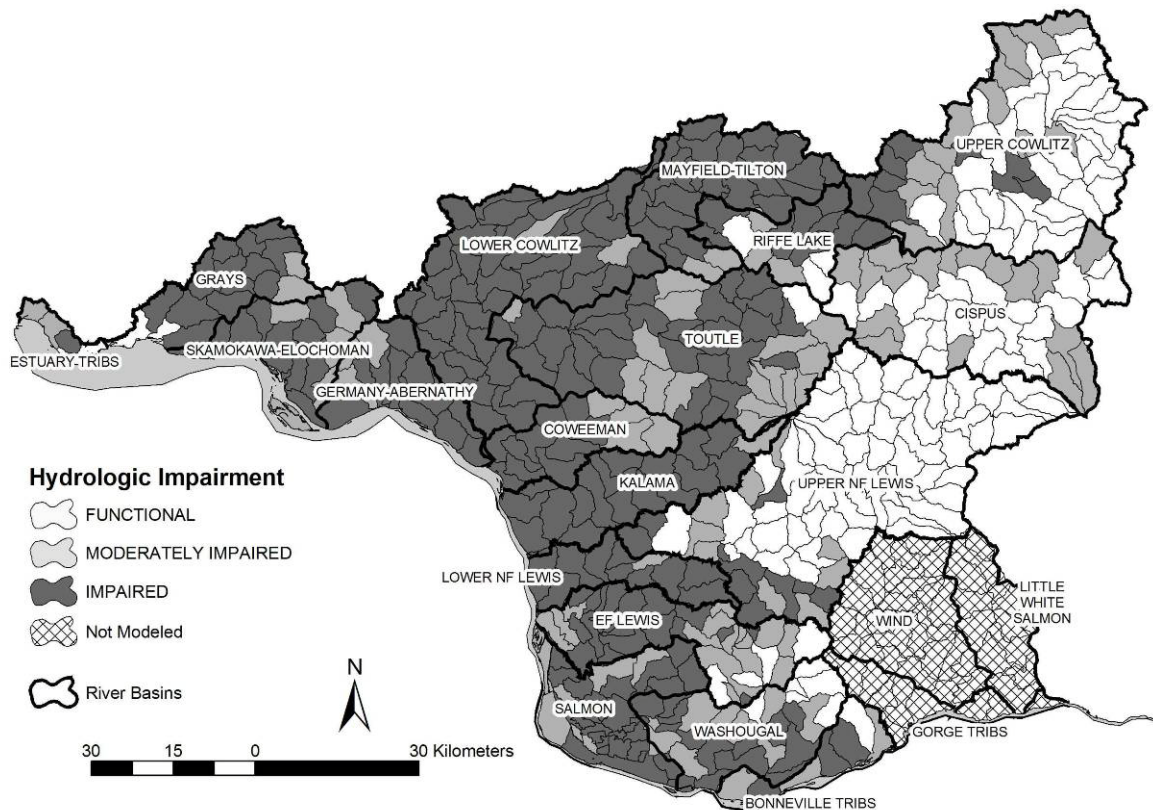 UPPER COWLITZ
MAYFIELD-TILTON
LOWER COWLITZ
RIFFE LAKE
GRAYS
CISPUS
TOUTLE
SKAMOKAWA-ELOCHOMAN
ESTUARY-TRIBS
GERMANY-ABERNATHY
COWEEMAN
KALAMA
UPPER NF LEWIS
Hydrologic Impairment
FUNCTIONAL
MODERATELY IMPAIRED
IMPAIRED
Not Modeled
River Basins
LOWER NF LEWIS
LITTLE
WHITE
SALMON
EF LEWIS
WIND
N
SALMON
WASHOUGAL
GORGE TRIBS
30 15 0 30 Kilometers
BONNEVILLE TRIBS